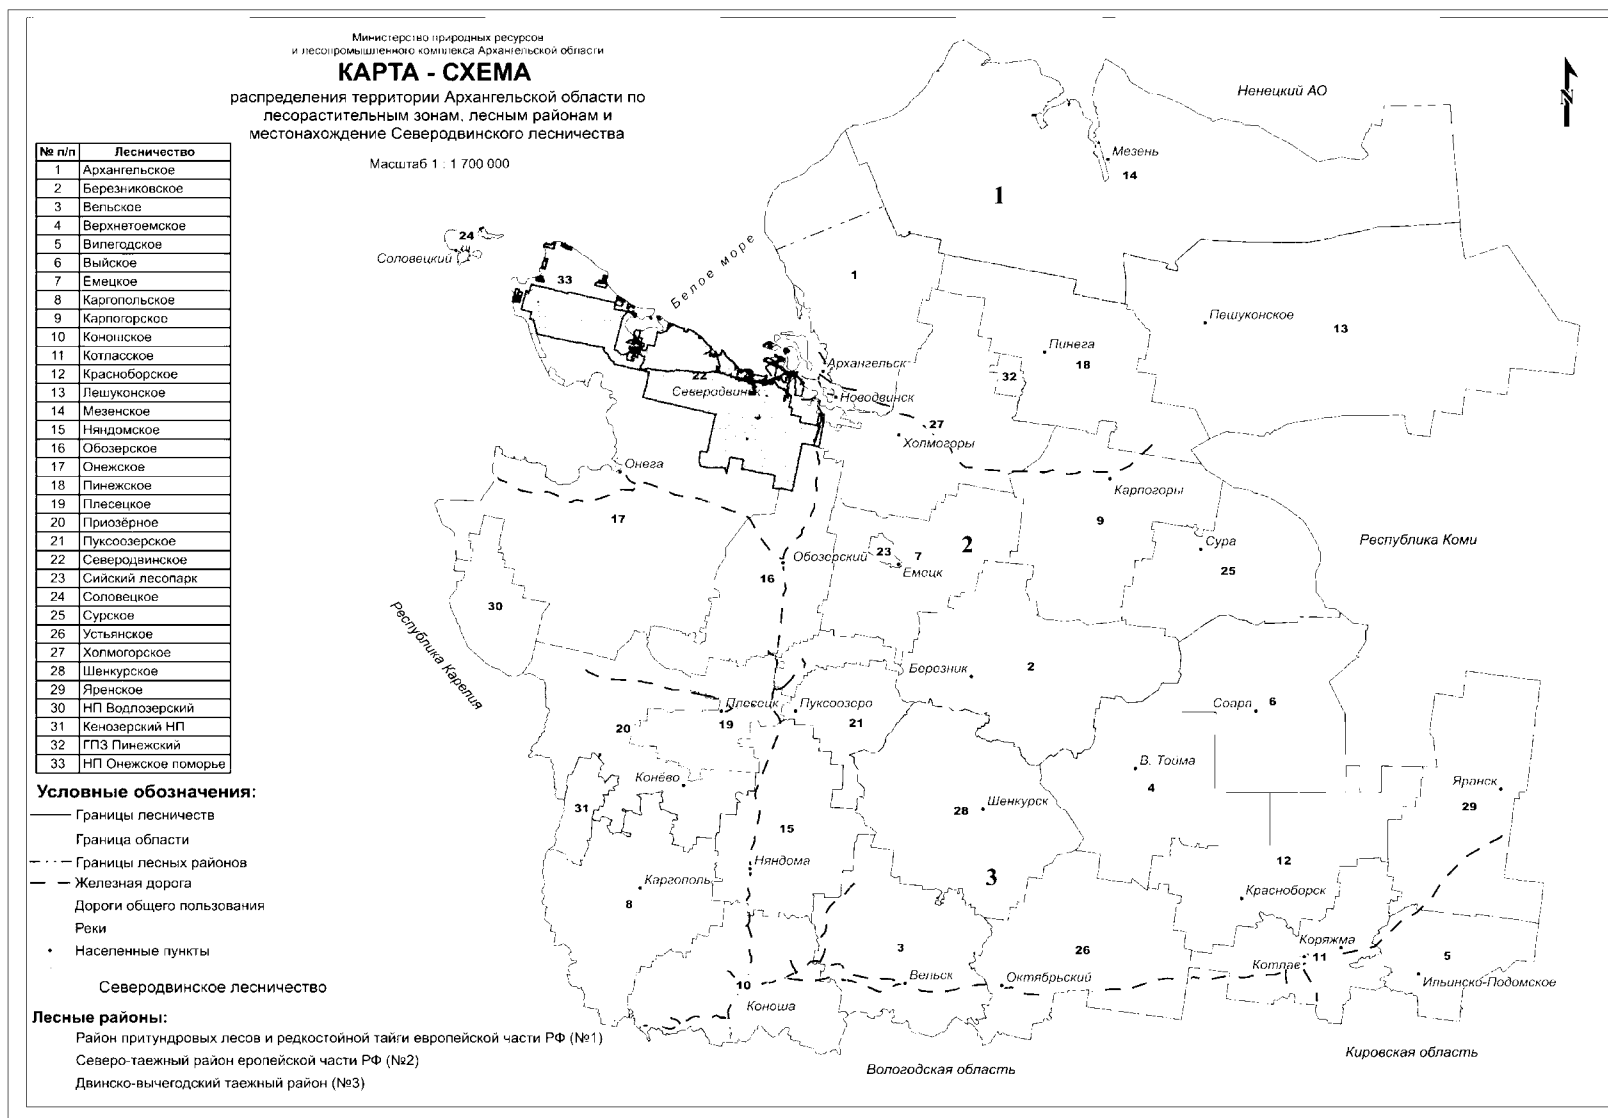 Министерство природных ресурсов
и лесопромышленного комплекса Архангельской области
КАРТА - СХЕМА
распределения территории Архангельской области по
лесорастительным зонам, лесным районам и
местонахождение Северодвинского лесничества
Масштаб 1 : 1 700 000
№ п/п Лесничество
1 Архангельское
2 Березниковское
3 Вельское
4 Верхнетоемское
5 Вилегодское
6 Выйское
7 Емецкое
8 Каргопольское
9 Карпогорское
10 Коношское
11 Котласское
12 Красноборское
13 Лешуконское
14 Мезенское
15 Няндомское
16 Обозерское
17 Онежское
18 Пинежское
19 Плесецкое
20 Приозёрное
21 Пуксоозерское
22 Северодвинское
23 Сийский лесопарк
24 Соловецкое
25 Сурское
26 Устьянское
27 Холмогорское
28 Шенкурское
29 Яренское
30 НП Водлозерский
31 Кенозерский НП
32 ГПЗ Пинежский
33 НП Онежское поморье
Условные обозначения:
Границы лесничеств
Граница области
Границы лесных районов
Железная дорога
Дороги общего пользования
Реки
Населенные пункты
Северодвинское лесничество
Лесные районы:
Район притундровых лесов и редкостойной тайги европейской части РФ (№1)
Северо-таежный район еропейской части РФ (№2)
Двинско-вычегодский таежный район (№3)
Ненецкий АО
N
Мезень
14
1
24
Соловецкий
33
Белое море
1
Пешуконское
13
Пинега
18
32
Архангельск
22
Северодвинск
Новодвинск
27
Холмогоры
Онега
Карпогоры
17
9
2
Сура
25
Республика Коми
Обозерский
23
7
Емецк
16
30
Республика Карелия
Березник
2
Плесецк
19
Пуксоозеро
21
20
Соара
6
Конёво
В. Тойма
4
Яранск
29
31
28
Шенкурск
15
Няндома
12
3
Каргополь
8
Красноборск
3
26
Коряжма
11
Котлав
5
Ильинско-Подомское
Вельск
Октябрьский
10
Коноша
Вологодская область
Кировская область